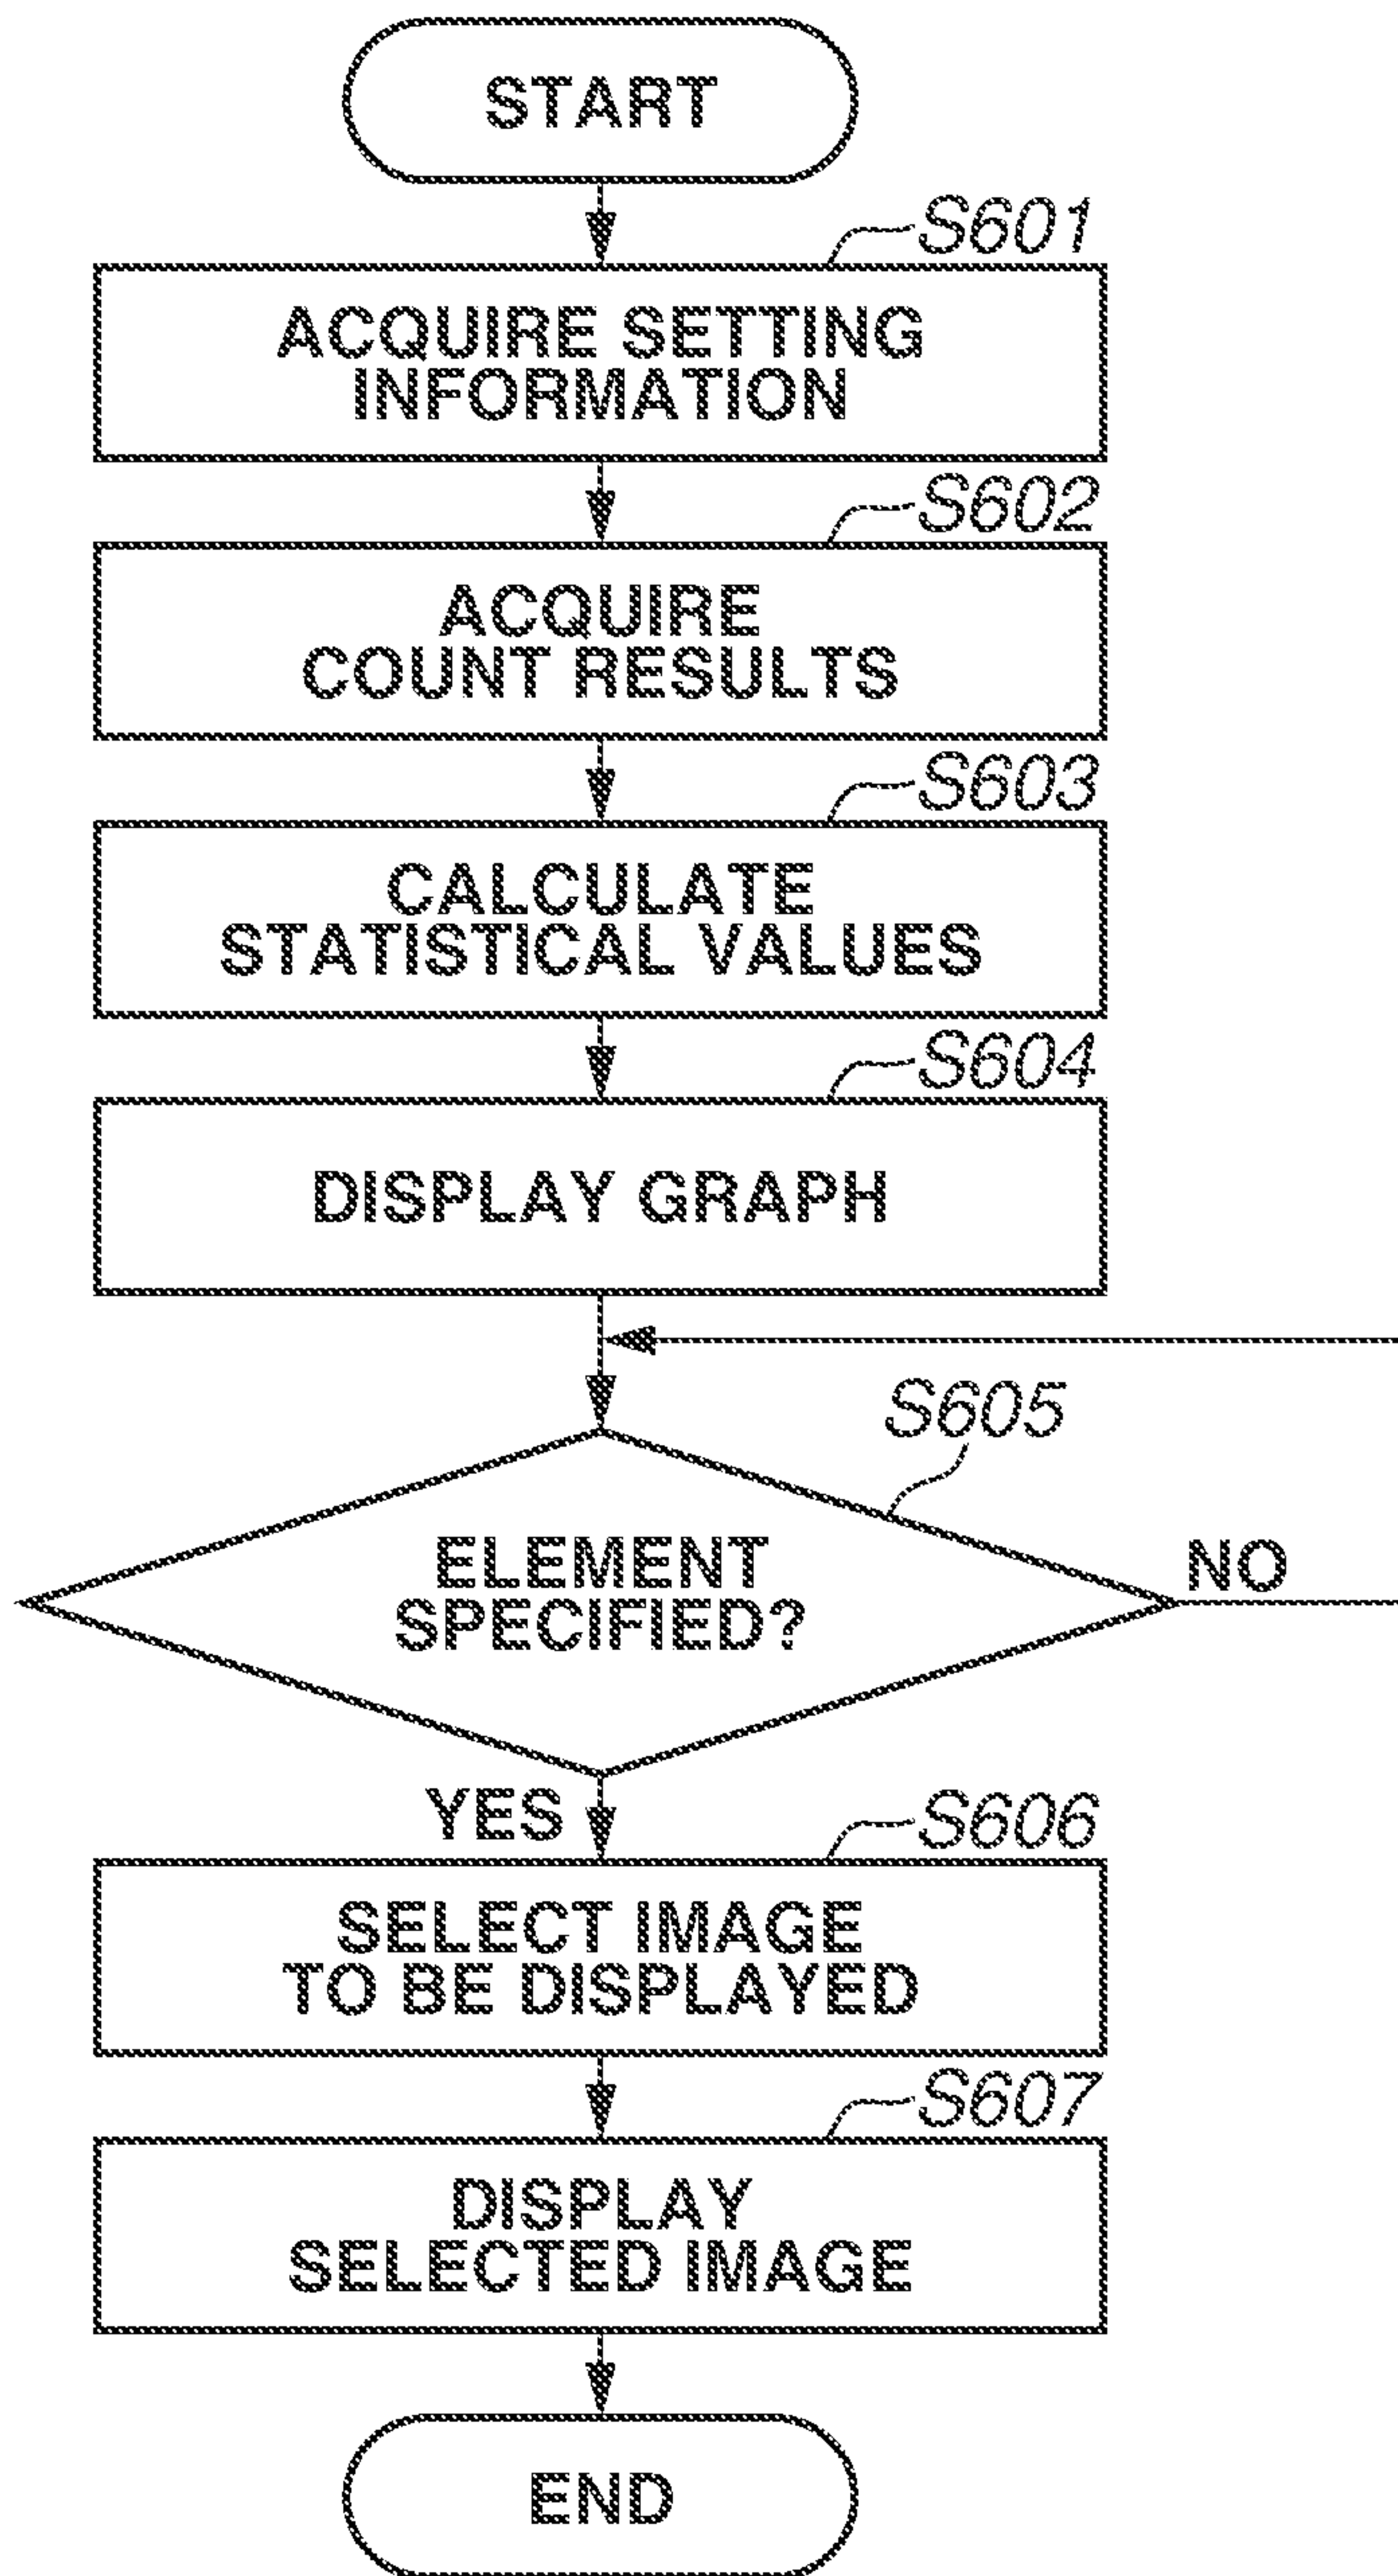 START
S601
ACQUIRE SETTING
INFORMATION
S602
ACQUIRE
COUNT RESULTS
S603
CALCULATE
STATISTICAL VALUES
S604
DISPLAY GRAPH
S605
ELEMENT
SPECIFIED?
NO
YES
S606
SELECT IMAGE
TO BE DISPLAYED
S607
DISPLAY
SELECTED IMAGE
END